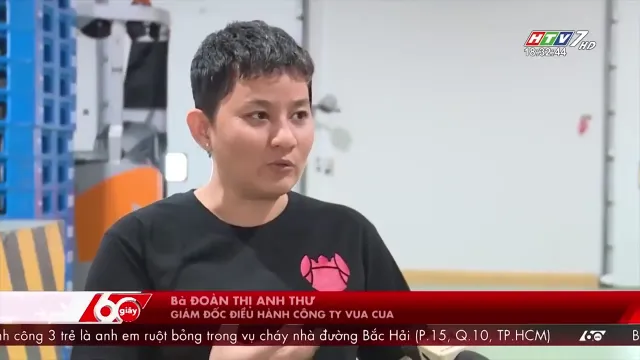 HTV7 HD
18:32:44
60 giây
Bà ĐOÀN THỊ ANH THƯ
GIÁM ĐỐC ĐIỀU HÀNH CÔNG TY VUA CUA
nh công 3 trẻ là anh em ruột bỏng trong vụ cháy nhà đường Bắc Hải (P.15, Q.10, TP.HCM)
60s